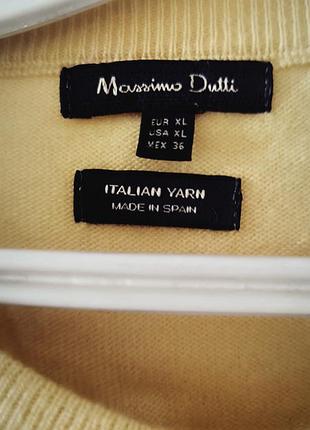 Massimo Dutti
EUR XL
USA XL
MEX 36
ITALIAN YARN
MADE IN SPAIN